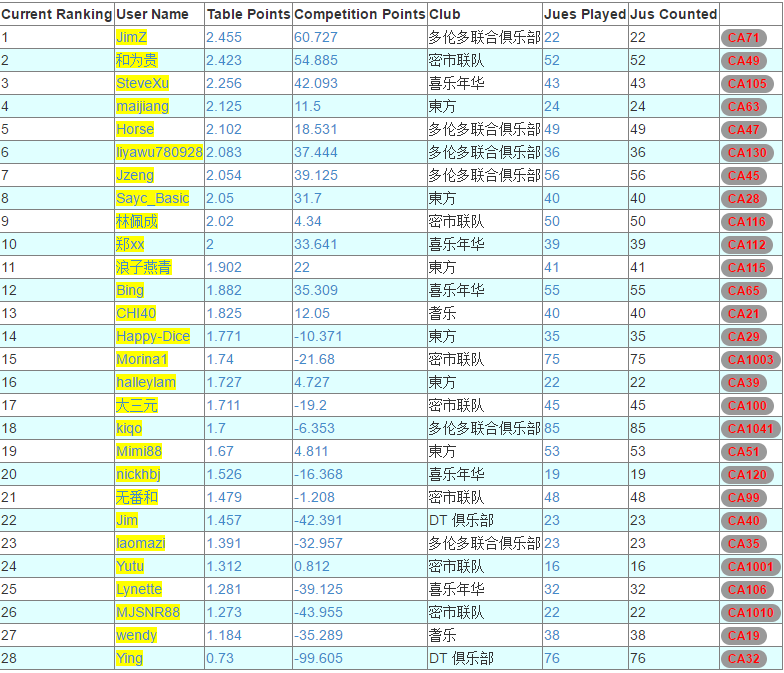 Current Ranking User Name Table Points Competition Points Club Jues Played Jus Counted
1 JimZ 2.455 60.727 多伦多联合俱乐部 22 22 CA71
2 和为贵 2.423 54.885 密市联队 52 52 CA49
3 SteveXu 2.256 42.093 喜乐年华 43 43 CA105
4 maijiang 2.125 11.5 東方 24 24 CA63
5 Horse 2.102 18.531 多伦多联合俱乐部 49 49 CA47
6 liyawu780928 2.083 37.444 多伦多联合俱乐部 36 36 CA130
7 Jzeng 2.054 39.125 多伦多联合俱乐部 56 56 CA45
8 Sayc_Basic 2.05 31.7 東方 40 40 CA28
9 林佩成 2.02 4.34 密市联队 50 50 CA116
10 郑xx 2 33.641 喜乐年华 39 39 CA112
11 浪子燕青 1.902 22 東方 41 41 CA115
12 Bing 1.882 35.309 喜乐年华 55 55 CA65
13 CHI40 1.825 12.05 耆乐 40 40 CA21
14 Happy-Dice 1.771 -10.371 東方 35 35 CA29
15 Morina1 1.74 -21.68 密市联队 75 75 CA1003
16 halleylam 1.727 4.727 東方 22 22 CA39
17 大三元 1.711 -19.2 密市联队 45 45 CA100
18 kiqo 1.7 -6.353 多伦多联合俱乐部 85 85 CA1041
19 Mimi88 1.67 4.811 東方 53 53 CA51
20 nickhbj 1.526 -16.368 喜乐年华 19 19 CA120
21 无番和 1.479 -1.208 密市联队 48 48 CA99
22 Jim 1.457 -42.391 DT 俱乐部 23 23 CA40
23 laomazi 1.391 -32.957 多伦多联合俱乐部 23 23 CA35
24 Yutu 1.312 0.812 密市联队 16 16 CA1001
25 Lynette 1.281 -39.125 喜乐年华 32 32 CA106
26 MJSNR88 1.273 -43.955 密市联队 22 22 CA1010
27 wendy 1.184 -35.289 耆乐 38 38 CA19
28 Ying 0.73 -99.605 DT 俱乐部 76 76 CA32